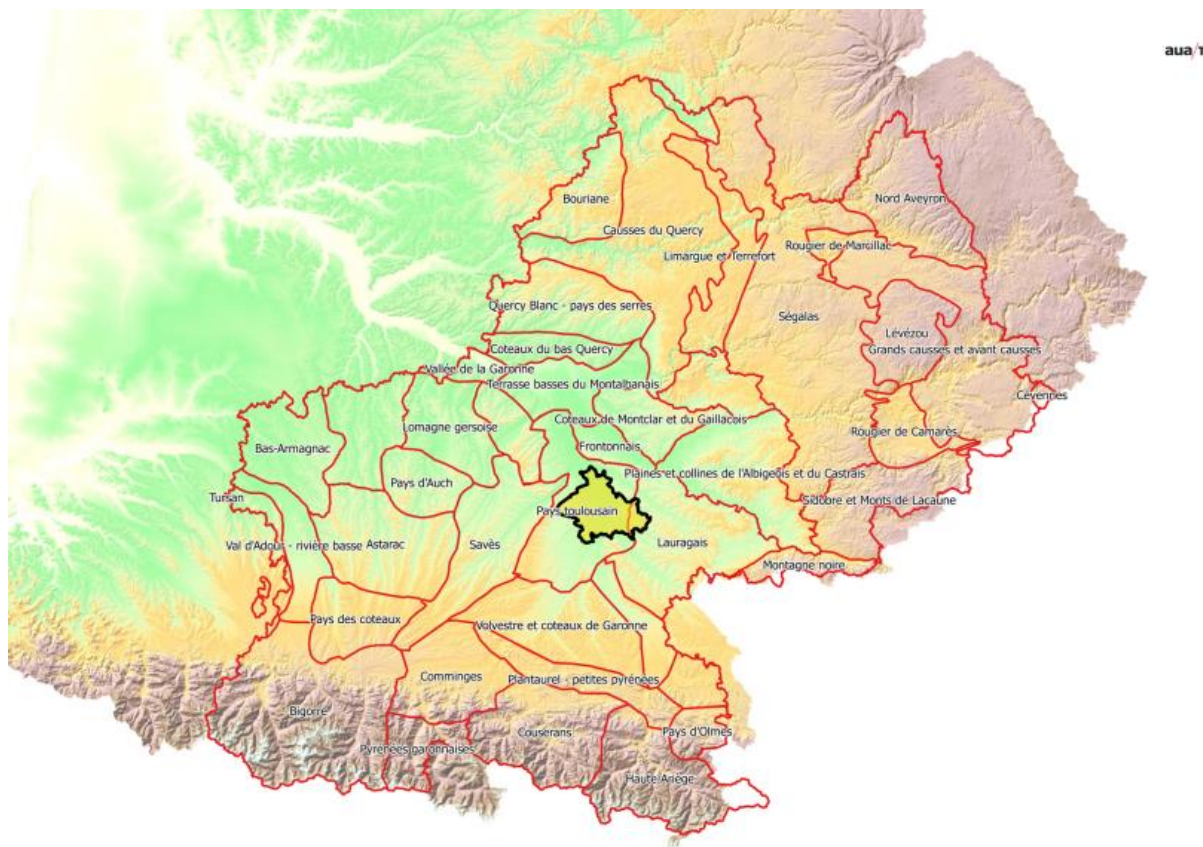 aua/T
Bouriane
Nord Aveyron
Causses du Quercy
Rougier de Marcillac
Limargue et Terrefort
Quercy Blanc - pays des serres
Ségalas
Lévézou
Coteaux du bas Quercy
Grands causses et avant causses
Vallée de la Garonne
Terrasse basses du Montalbanais
Cévennes
Coteaux de Montclar et du Gaillacois
Lomagne gersoise
Rougier de Camarès
Bas-Armagnac
Frontonnais
Plaines et collines de l'Albigeois et du Castrais
Pays d'Auch
Tursan
Sidobre et Monts de Lacaune
Pays toulousain
Val d'Adour - rivière basse
Astarac
Savès
Lauragais
Montagne noire
Pays des coteaux
Volvestre et coteaux de Garonne
Comminges
Plantaurel - petites pyrénées
Bigorre
Couserans
Pays d'Olmes
Pyrénées garonnaises
Haute Ariège